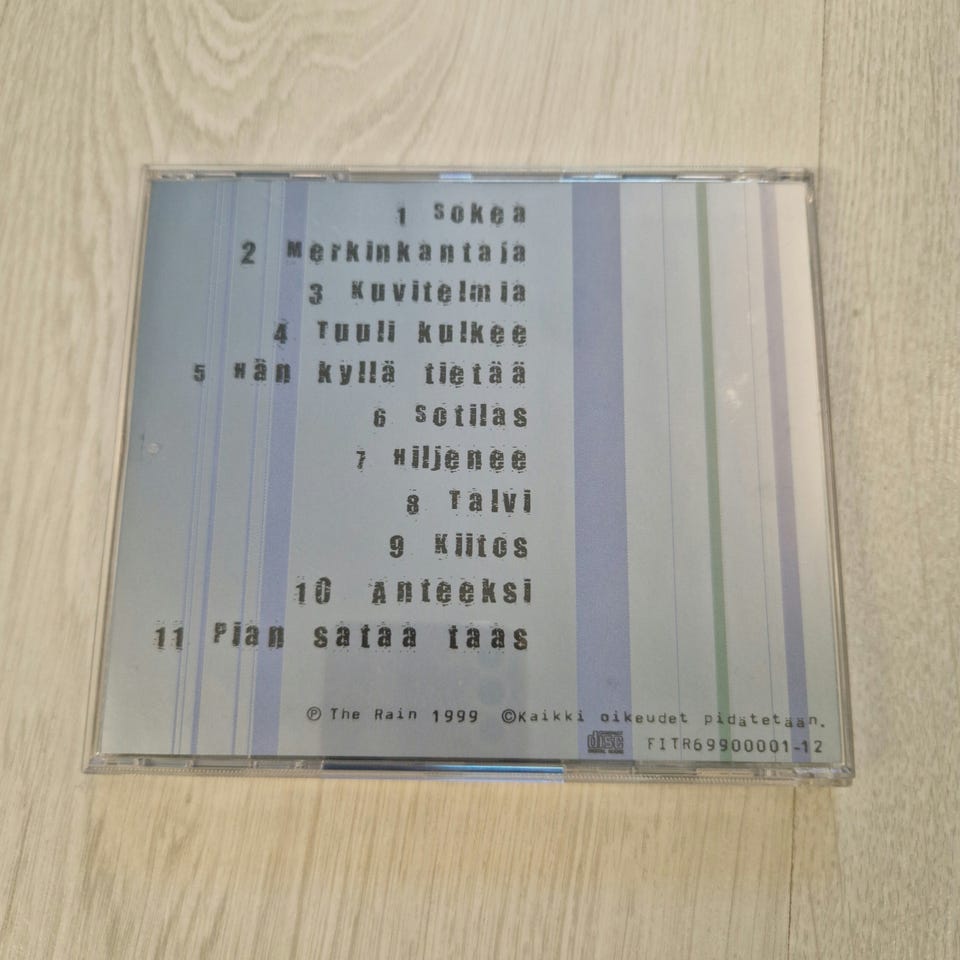 1 Sokea
2 Merkinkantaja
3 Kuvitelmia
4 Tuuli kulkee
5 Hän kyllä tietää
6 Sotilas
7 Hiljenee
8 Talvi
9 Kiitos
10 Anteeksi
11 Pian sataa taas
℗ The Rain 1999 ©Kaikki oikeudet pidätetään.
disc FITR69900001-12